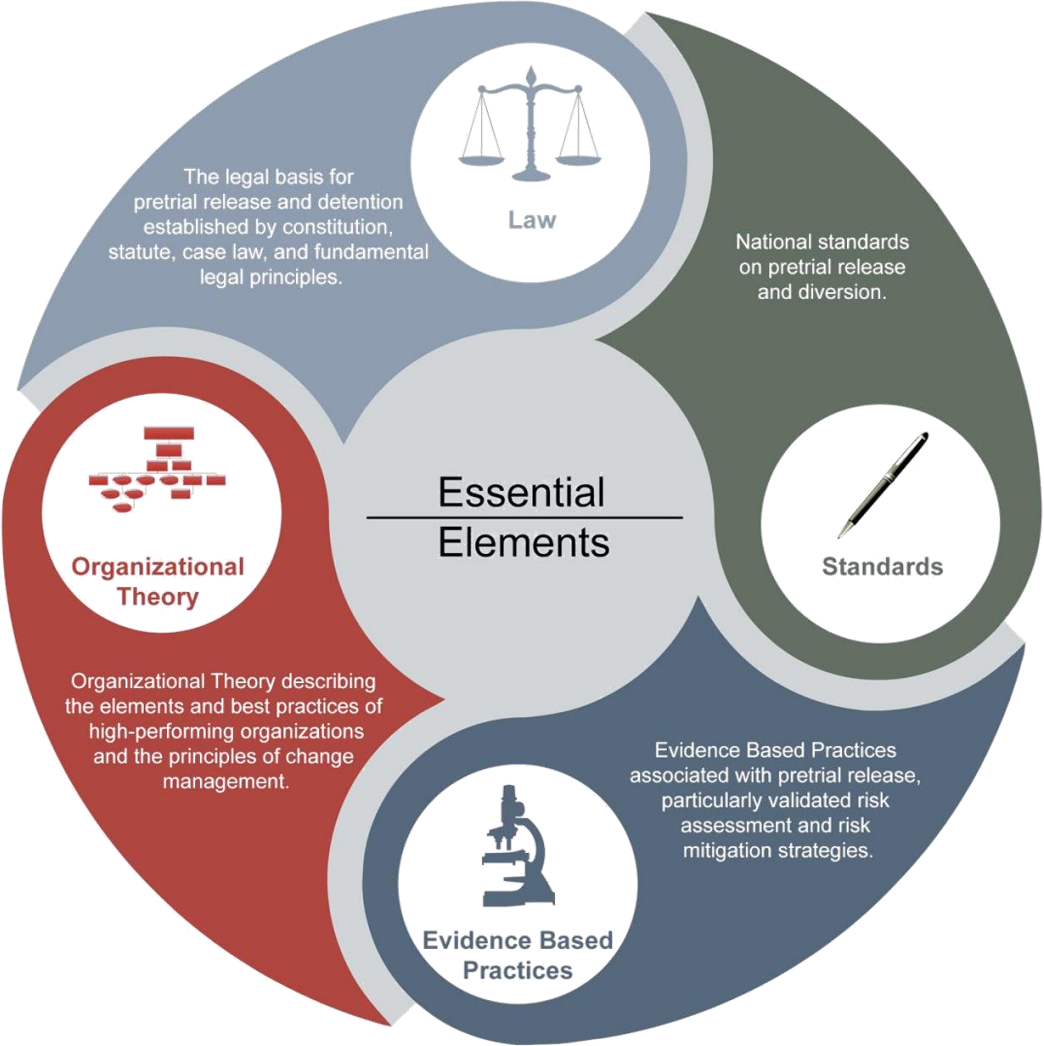 The legal basis for
pretrial release and detention
established by constitution,
statute, case law, and fundamental
legal principles.
Law
National standards
on pretrial release
and diversion.
Standards
Essential
Elements
Organizational
Theory
Organizational Theory describing
the elements and best practices of
high-performing organizations
and the principles of change
management.
Evidence Based Practices
associated with pretrial release,
particularly validated risk
assessment and risk
mitigation strategies.
Evidence Based
Practices